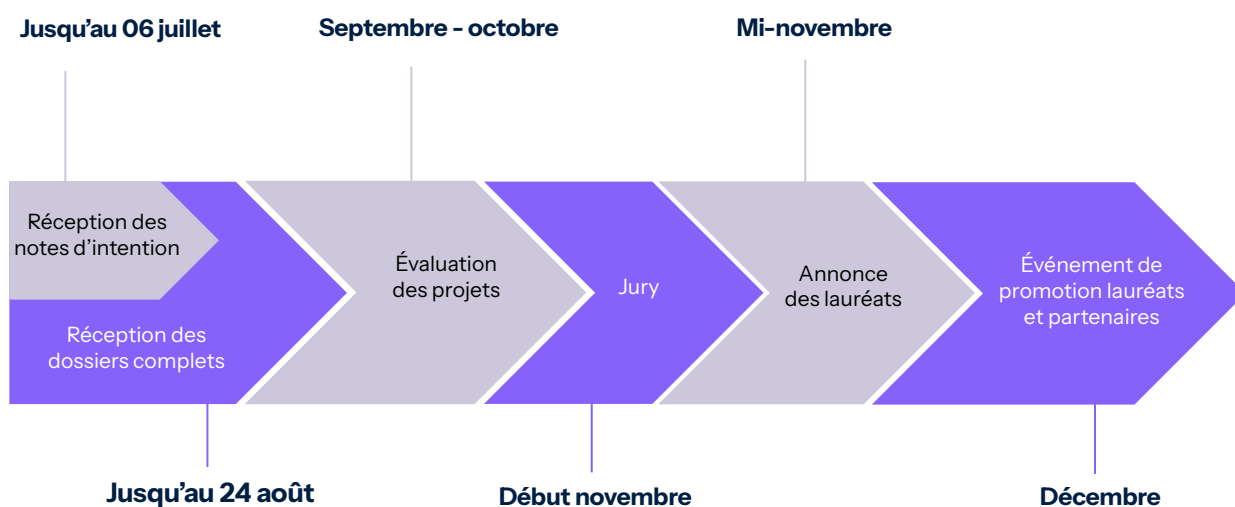 Jusqu'au 06 juillet
Septembre - octobre
Mi-novembre
Réception des
notes d'intention
Réception des
dossiers complets
Évaluation
des projets
Jury
Annonce
des lauréats
Événement de
promotion lauréats
et partenaires
Jusqu'au 24 août
Début novembre
Décembre